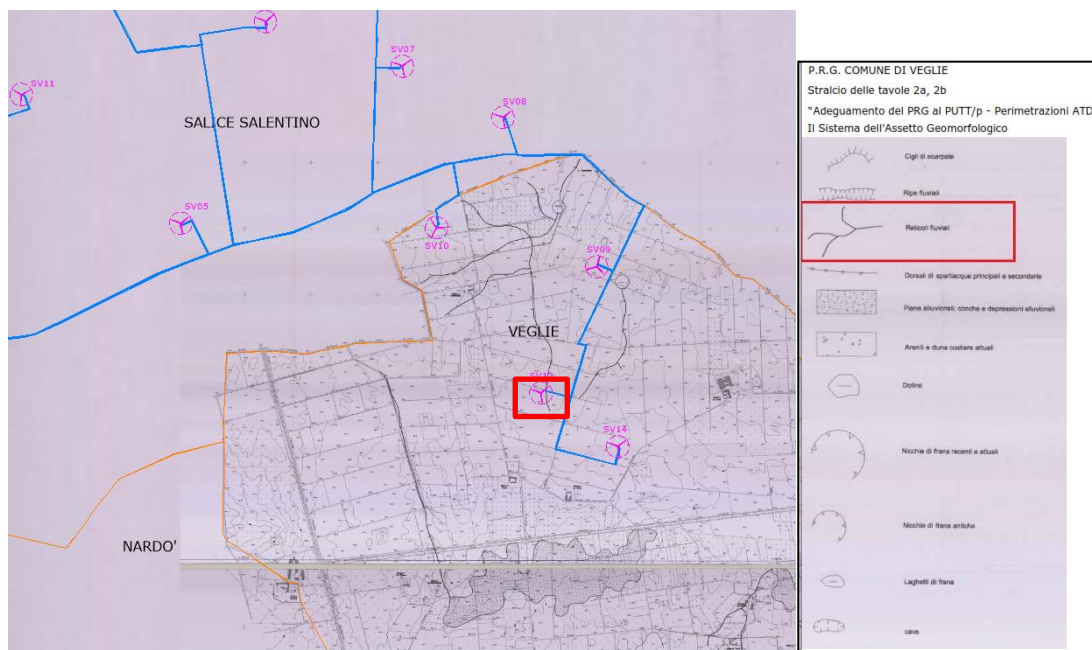 SV07
SV11
SV08
SALICE SALENTINO
SV05
SV10
SV09
VEGLIE
SV14
NARDO'
P.R.G. COMUNE DI VEGLIE
Stralcio delle tavole 2a, 2b
"Adeguamento del PRG al PUTT/p - Perimetrazioni ATD
Il Sistema dell'Assetto Geomorfologico
Cigli di scarpate
Ripe fluviali
Reticoli fluviali
Dorsali di spartiacque principali e secondarie
Piane alluvionali, conche e depressioni alluvionali
Arenili e dune costiere attuali
Doline
Nicchie di frana recenti e attuali
Nicchie di frana antiche
Laghetti di frana
cave